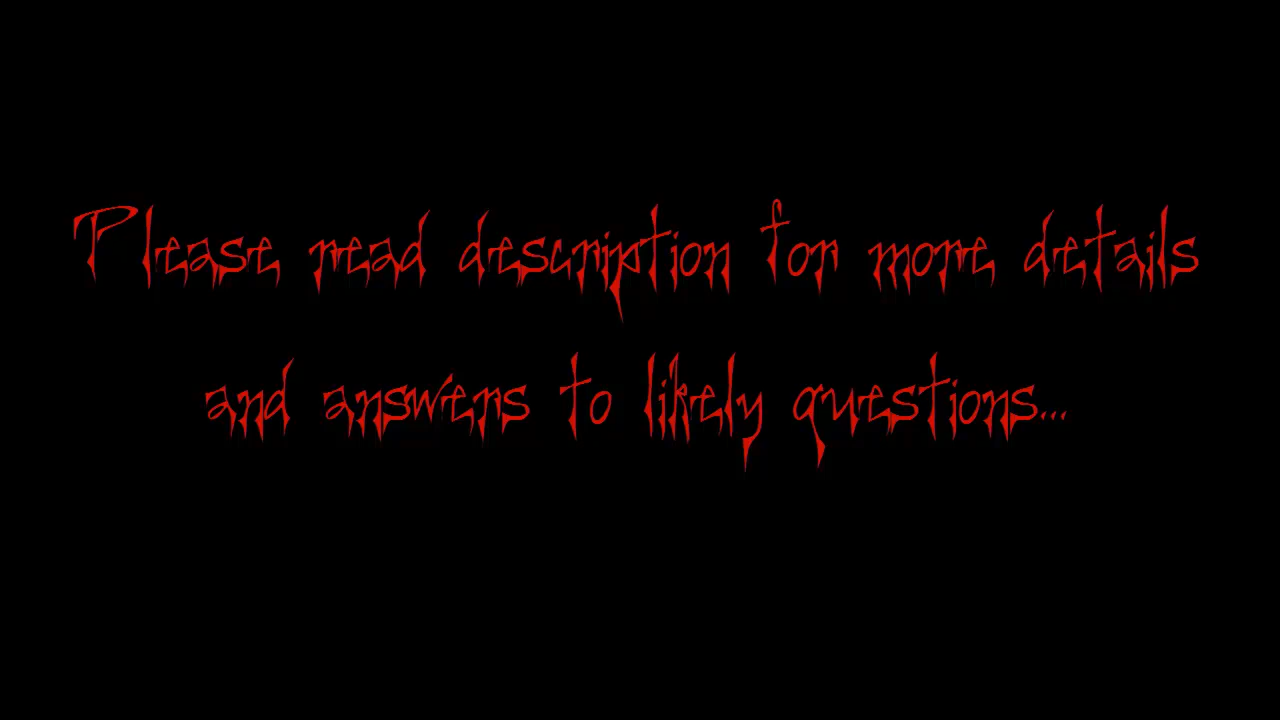 Please read description for more details
and answers to likely questions...